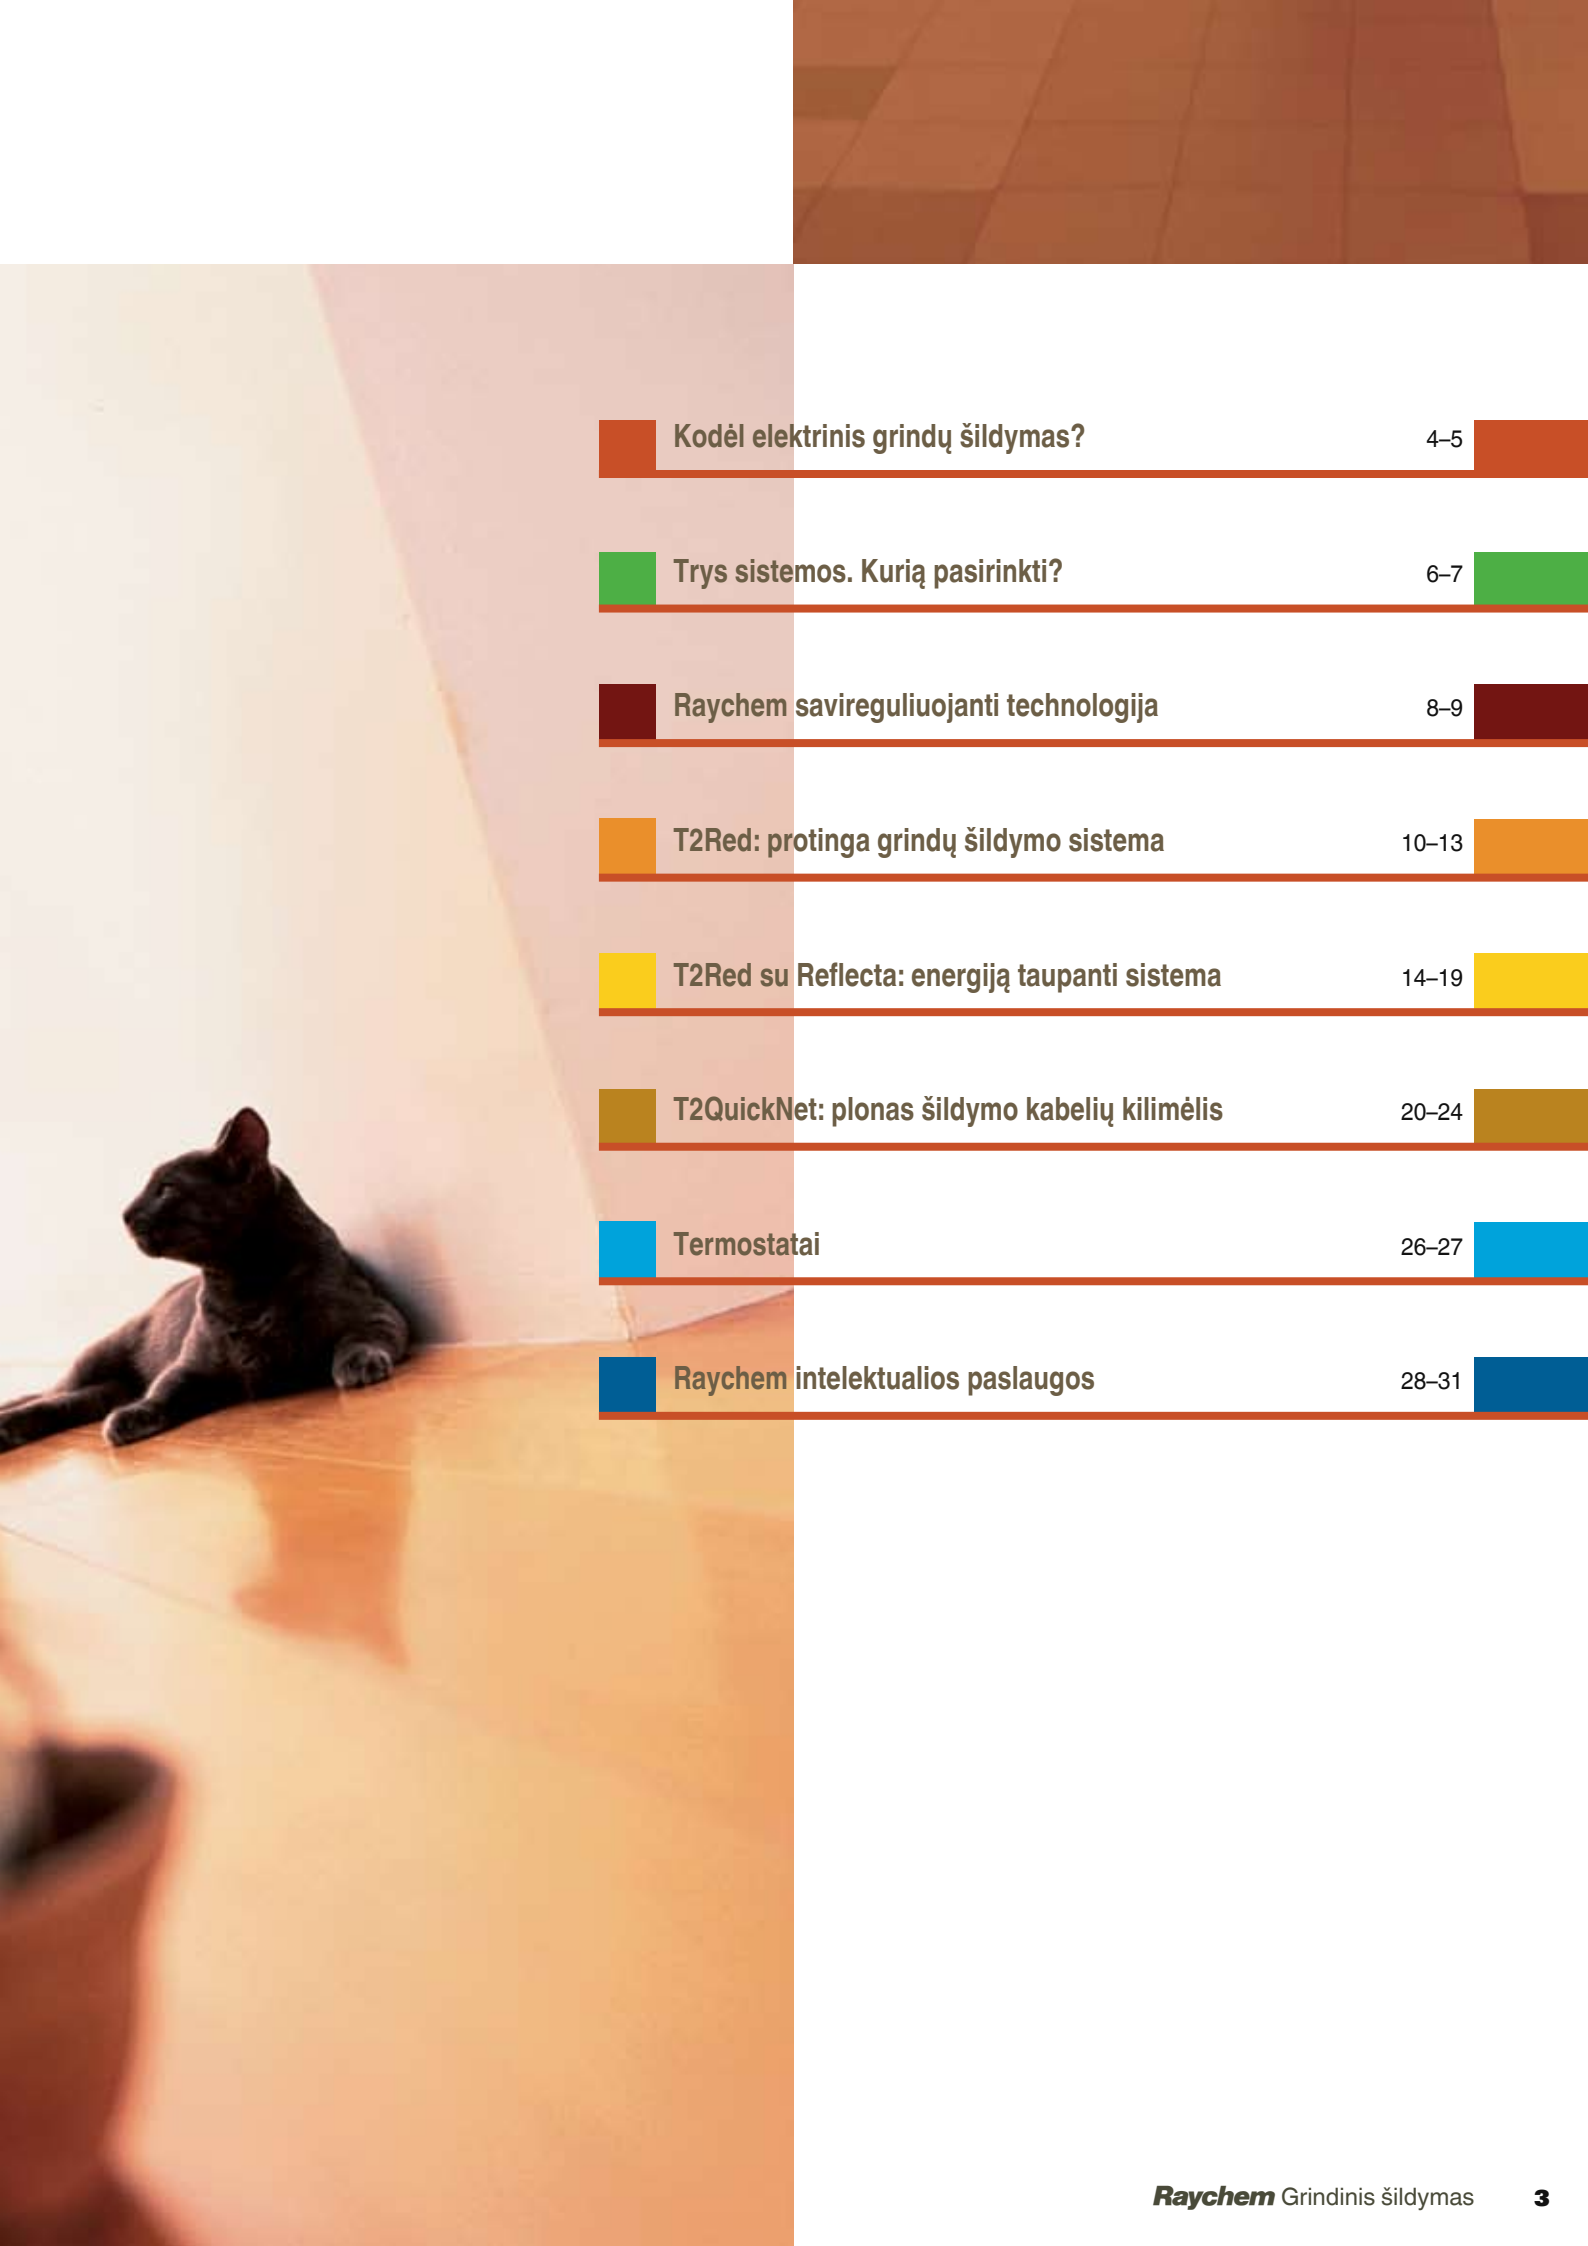 Kodėl elektrinis grindų šildymas? 4–5
Trys sistemos. Kurią pasirinkti? 6–7
Raychem savireguliuojanti technologija 8–9
T2Red: protinga grindų šildymo sistema 10–13
T2Red su Reflecta: energiją taupanti sistema 14–19
T2QuickNet: plonas šildymo kabelių kilimėlis 20–24
Termostatai 26–27
Raychem intelektualios paslaugos 28–31
Raychem Grindinis šildymas 3